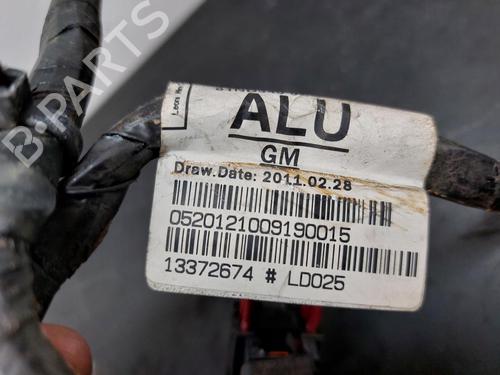 ALU
GM
Draw.Date: 2011.02.28
0520121009190015
13372674 # LD025
B-PARTS